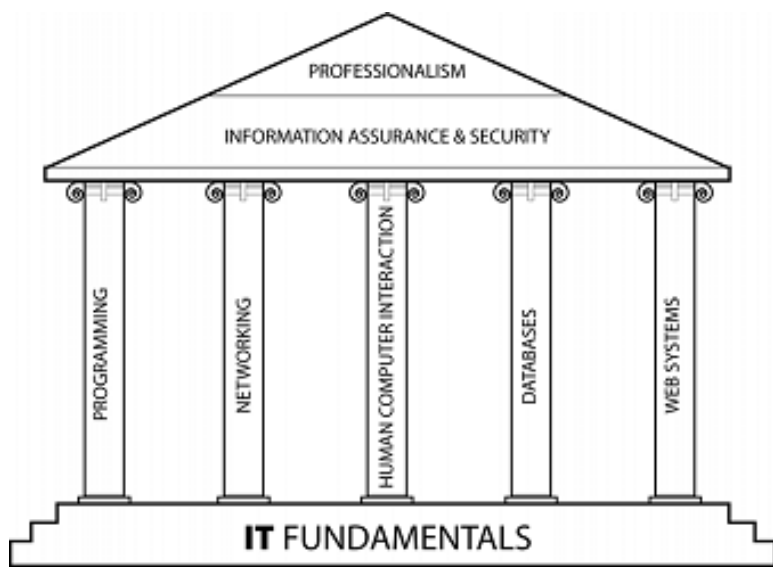 PROFESSIONALISM
INFORMATION ASSURANCE & SECURITY
PROGRAMMING
NETWORKING
HUMAN COMPUTER INTERACTION
DATABASES
WEB SYSTEMS
IT FUNDAMENTALS